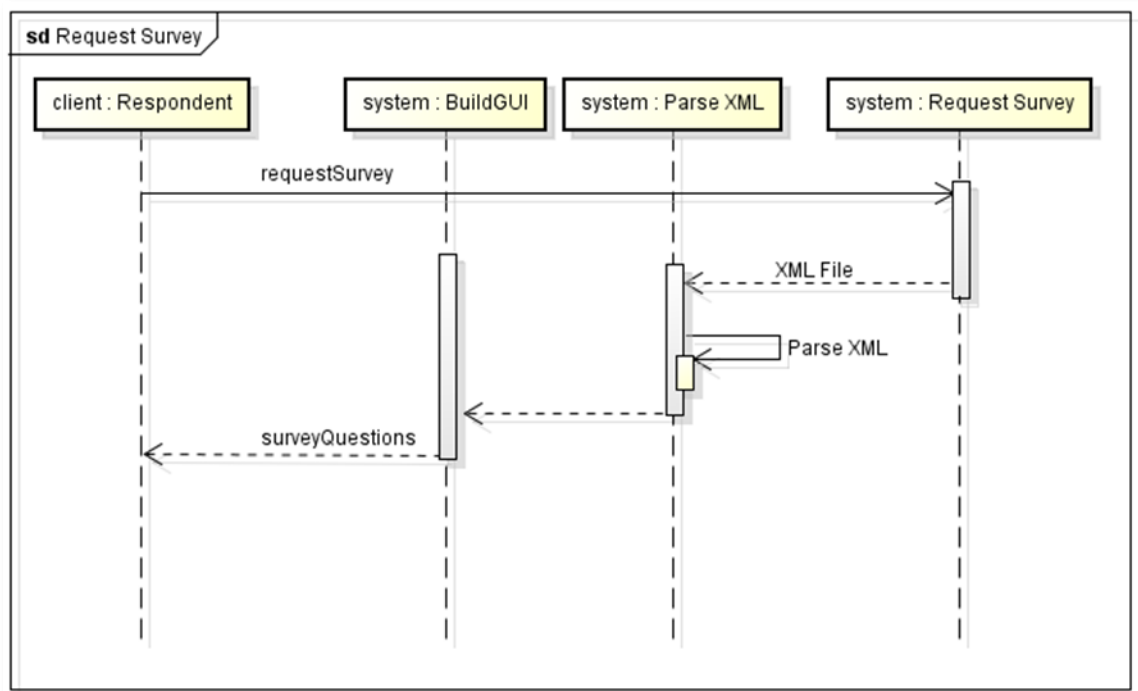 sd Request Survey
client : Respondent
system : BuildGUI
system : Parse XML
system : Request Survey
requestSurvey
XML File
Parse XML
surveyQuestions